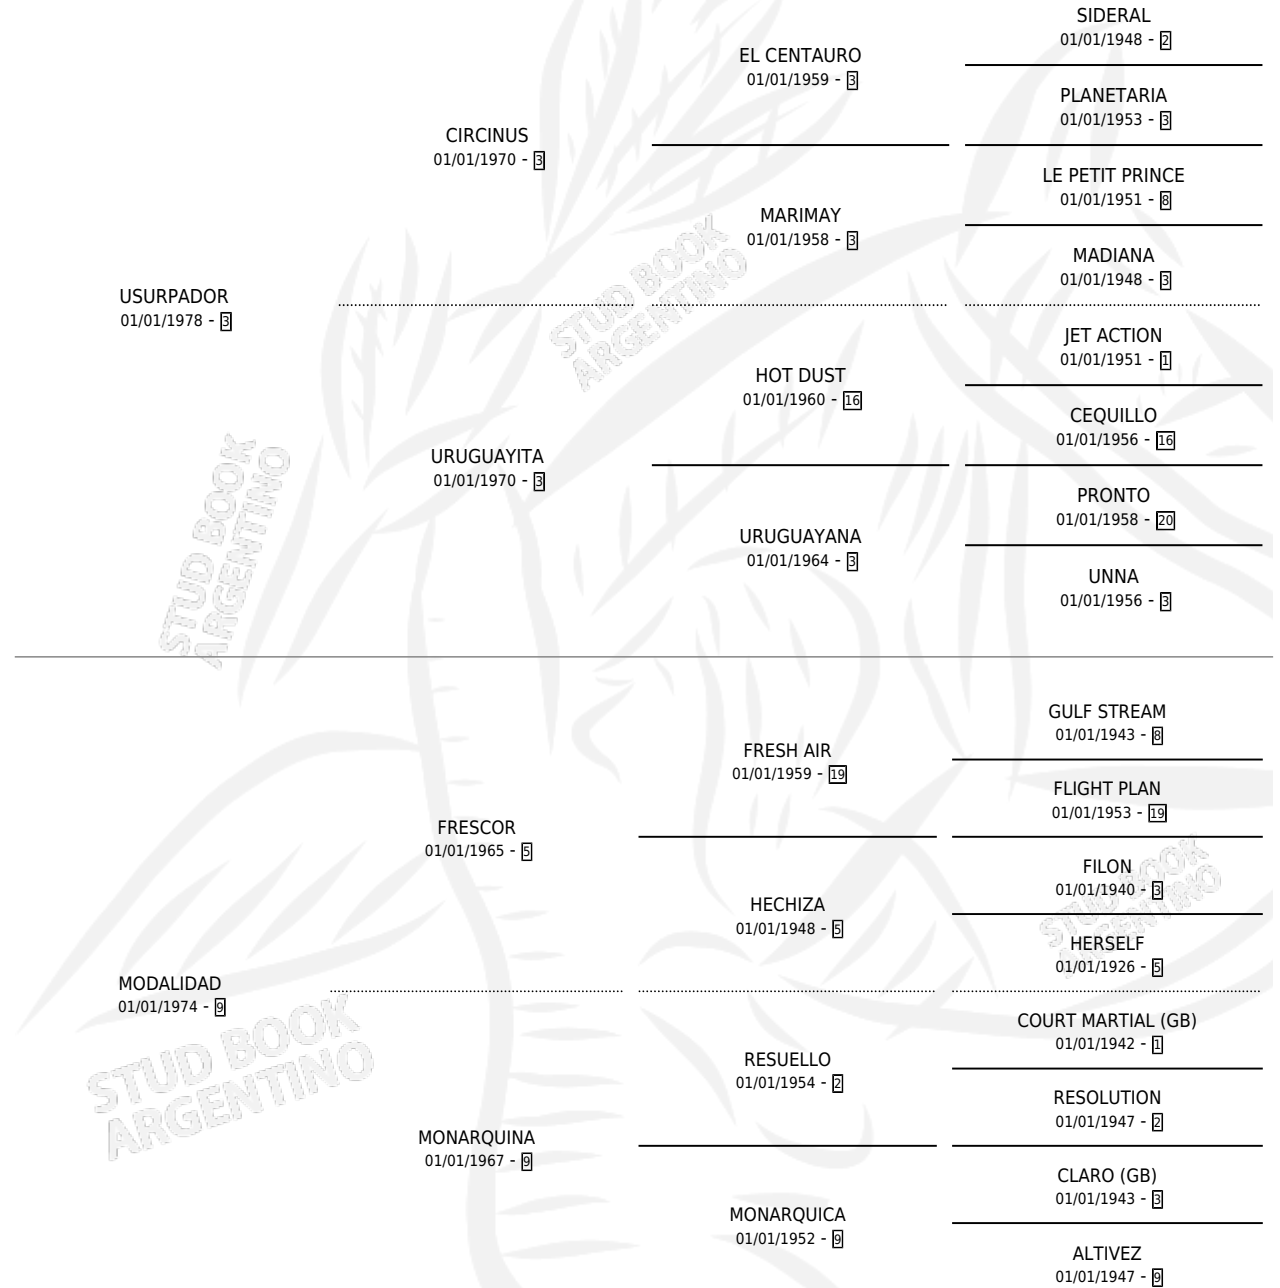 SIDERAL
01/01/1948 - 2
EL CENTAURO
01/01/1959 - 3
PLANETARIA
01/01/1953 - 3
CIRCINUS
01/01/1970 - 3
LE PETIT PRINCE
01/01/1951 - 8
MARIMAY
01/01/1958 - 3
MADIANA
01/01/1948 - 3
USURPADOR
01/01/1978 - 3
JET ACTION
01/01/1951 - 1
HOT DUST
01/01/1960 - 16
CEQUILLO
01/01/1956 - 16
URUGUAYITA
01/01/1970 - 3
PRONTO
01/01/1958 - 20
URUGUAYANA
01/01/1964 - 3
UNNA
01/01/1956 - 3
GULF STREAM
01/01/1943 - 8
FRESH AIR
01/01/1959 - 19
FLIGHT PLAN
01/01/1953 - 19
FRESCOR
01/01/1965 - 5
FILON
01/01/1940 - 3
HECHIZA
01/01/1948 - 5
HERSELF
01/01/1926 - 5
MODALIDAD
01/01/1974 - 9
COURT MARTIAL (GB)
01/01/1942 - 1
RESUELLO
01/01/1954 - 2
RESOLUTION
01/01/1947 - 2
MONARQUINA
01/01/1967 - 9
CLARO (GB)
01/01/1943 - 3
MONARQUICA
01/01/1952 - 9
ALTIVEZ
01/01/1947 - 9
STUD BOOK
ARGENTINO
STUD BOOK
ARGENTINO
STUD BOOK
ARGENTINO
STUD BOOK
ARGENTINO